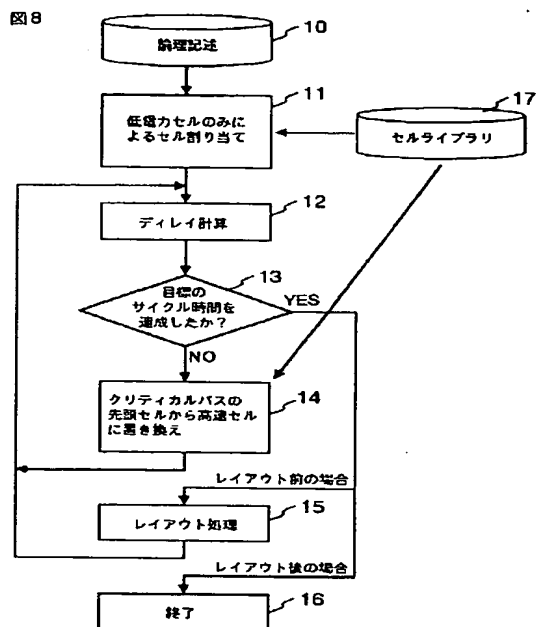 図8
論理記述
10
低電力セルのみに
よるセル割り当て
11
セルライブラリ
17
ディレイ計算
12
目標の
サイクル時間を
達成したか?
13
YES
NO
クリティカルパスの
先頭セルから高速セル
に置き換え
14
レイアウト前の場合
レイアウト処理
15
レイアウト後の場合
終了
16